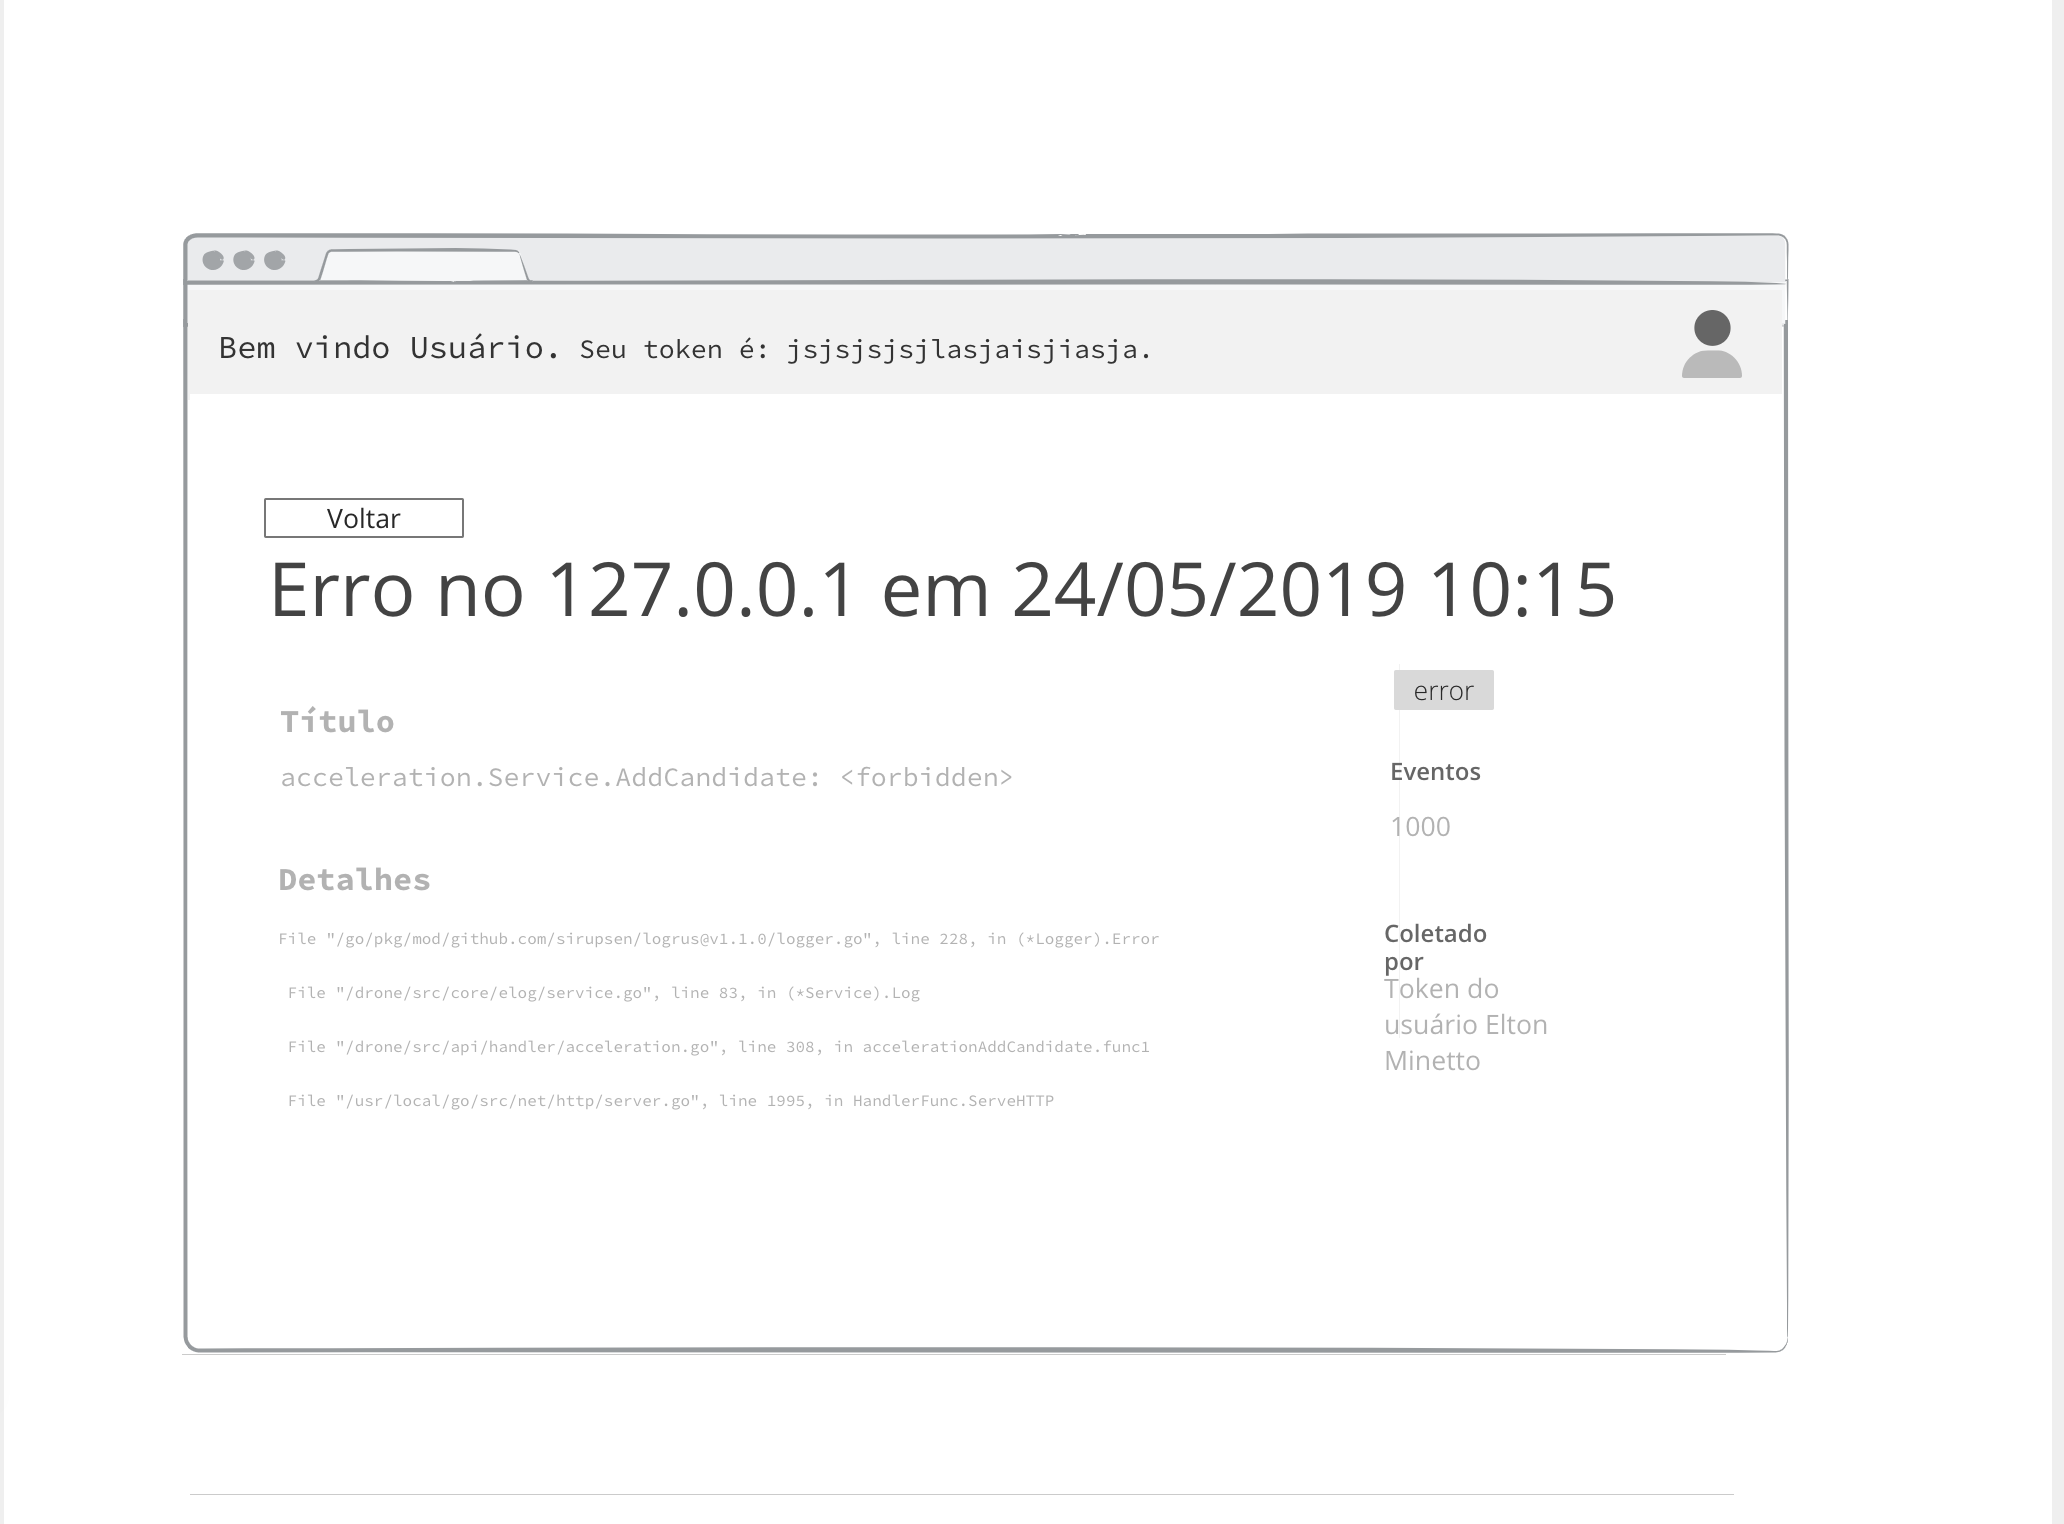 Bem vindo Usuário. Seu token é: jsjsjsjsjlasjaisjiasja.
Voltar
Erro no 127.0.0.1 em 24/05/2019 10:15
error
Título
acceleration.Service.AddCandidate: <forbidden>
Eventos
1000
Detalhes
File "/go/pkg/mod/github.com/sirupsen/logrus@v1.1.0/logger.go", line 228, in (*Logger).Error
File "/drone/src/core/elog/service.go", line 83, in (*Service).Log
File "/drone/src/api/handler/acceleration.go", line 308, in accelerationAddCandidate.func1
File "/usr/local/go/src/net/http/server.go", line 1995, in HandlerFunc.ServeHTTP
Coletado
por
Token do
usuário Elton
Minetto